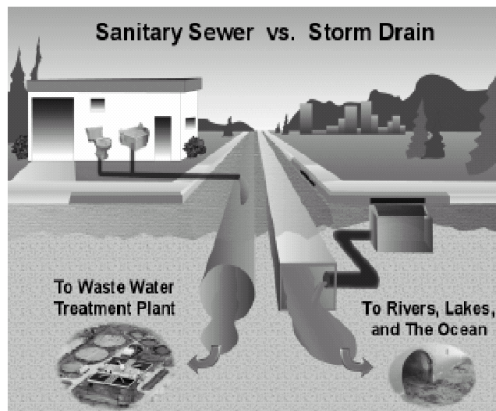 Sanitary Sewer vs. Storm Drain
To Waste Water
Treatment Plant
To Rivers, Lakes,
and The Ocean